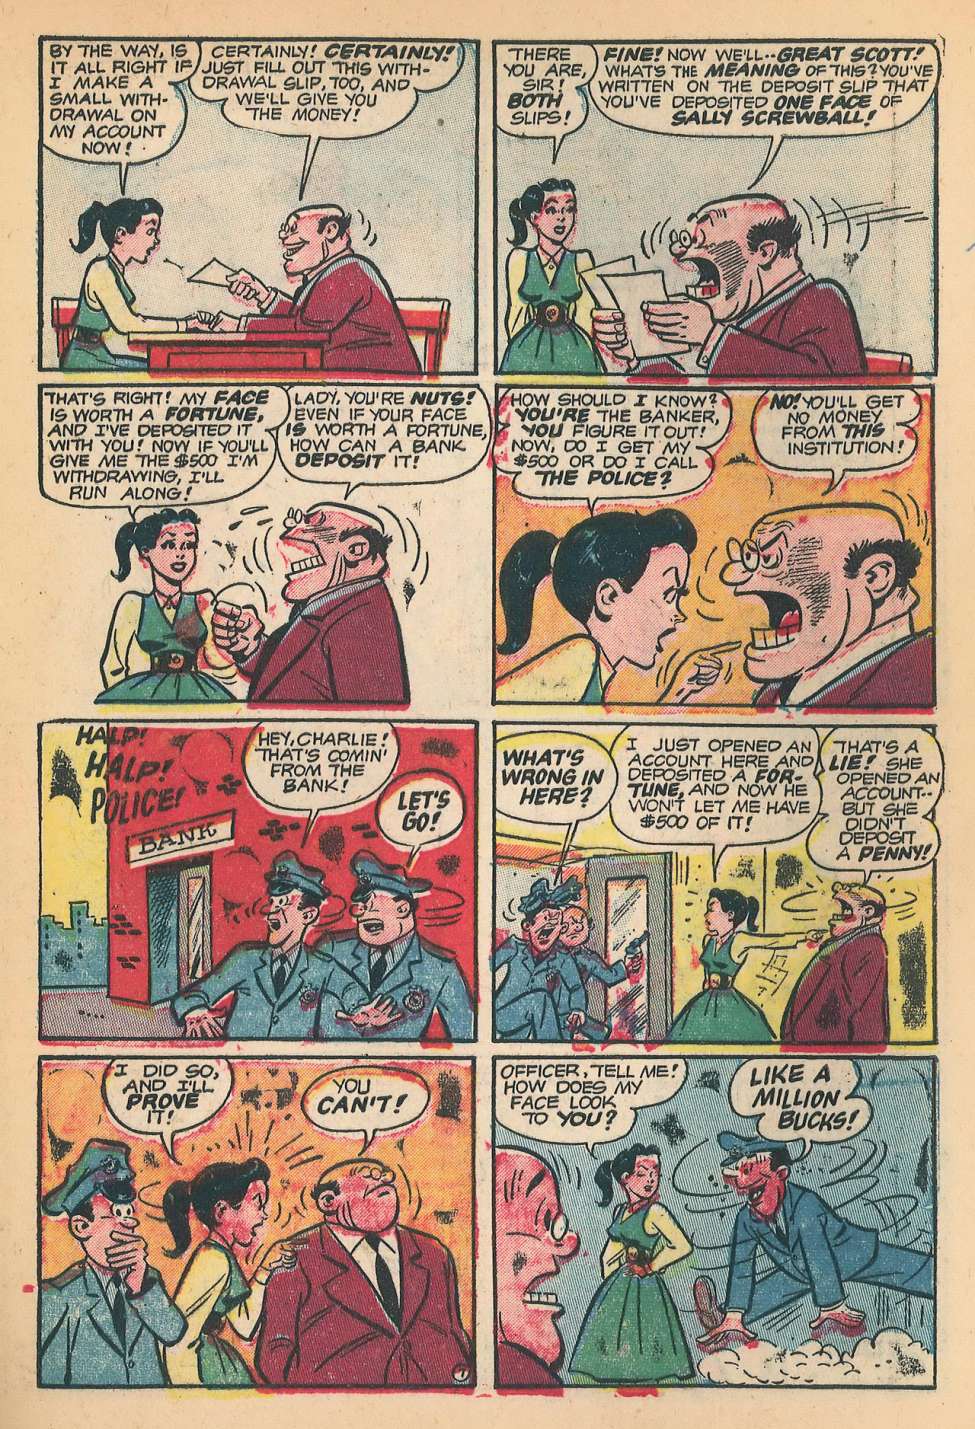 BY THE WAY, IS
IT ALL RIGHT IF
I MAKE A
SMALL WITH-
DRAWAL ON
MY ACCOUNT
NOW!
CERTAINLY! CERTAINLY!
JUST FILL OUT THIS WITH-
DRAWAL SLIP, TOO, AND
WE'LL GIVE YOU
THE MONEY!
THERE
YOU ARE,
SIR!
BOTH
SLIPS!
FINE! NOW WE'LL--GREAT SCOTT!
WHAT'S THE MEANING OF THIS? YOU'VE
WRITTEN ON THE DEPOSIT SLIP THAT
YOU'VE DEPOSITED ONE FACE OF
SALLY SCREWBALL!
THAT'S RIGHT! MY FACE
IS WORTH A FORTUNE,
AND I'VE DEPOSITED IT
WITH YOU! NOW IF YOU'LL
GIVE ME THE $500 I'M
WITHDRAWING, I'LL
RUN ALONG!
LADY, YOU'RE NUTS!
EVEN IF YOUR FACE
IS WORTH A FORTUNE,
HOW CAN A BANK
DEPOSIT IT!
HOW SHOULD I KNOW?
YOU'RE THE BANKER,
YOU FIGURE IT OUT!
NOW, DO I GET MY
$500 OR DO I CALL
THE POLICE?
NO! YOU'LL GET
NO MONEY
FROM THIS
INSTITUTION!
HALP!
HALP!
POLICE!
BANK
HEY, CHARLIE!
THAT'S COMIN'
FROM THE
BANK!
LET'S
GO!
WHAT'S
WRONG IN
HERE?
I JUST OPENED AN
ACCOUNT HERE AND
DEPOSITED A FOR-
TUNE, AND NOW HE
WON'T LET ME HAVE
$500 OF IT!
THAT'S A
LIE! SHE
OPENED AN
ACCOUNT--
BUT SHE
DIDN'T
DEPOSIT
A PENNY!
I DID SO,
AND I'LL
PROVE
IT!
YOU
CAN'T!
OFFICER, TELL ME!
HOW DOES MY
FACE LOOK
TO YOU?
LIKE A
MILLION
BUCKS!